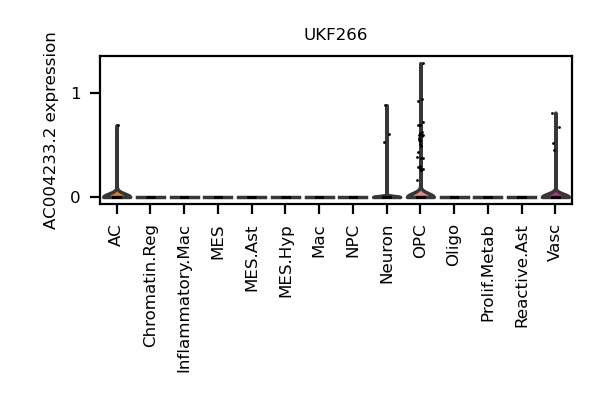 UKF266
AC004233.2 expression
1
0
AC
Chromatin.Reg
Inflammatory.Mac
MES
MES.Ast
MES.Hyp
Mac
NPC
Neuron
OPC
Oligo
Prolif.Metab
Reactive.Ast
Vasc